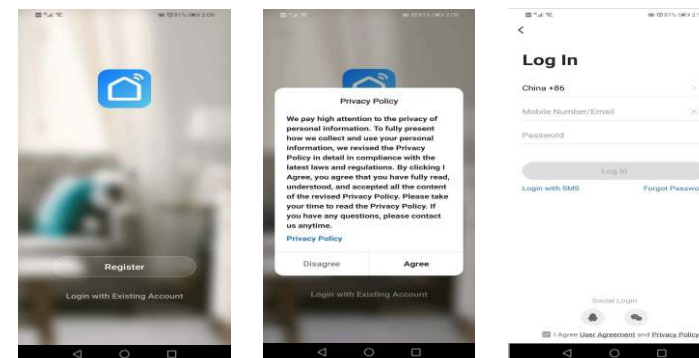 Register
Login with Existing Account
Privacy Policy
We pay high attention to the privacy of
personal information. To fully present
how we collect and use your personal
information, we revised the Privacy
Policy in detail in compliance with the
latest laws and regulations. By clicking I
Agree, you agree that you have fully read,
understood, and accepted all the content
of the revised Privacy Policy. Please take
your time to read the Privacy Policy. If
you have any questions, please contact
us anytime.
Privacy Policy
Disagree Agree
Login with Existing Account
Log In
China +86
Mobile Number/Email
Password
Log In
Login with SMS
Forgot Passwo
Social Login
I Agree User Agreement and Privacy Policy